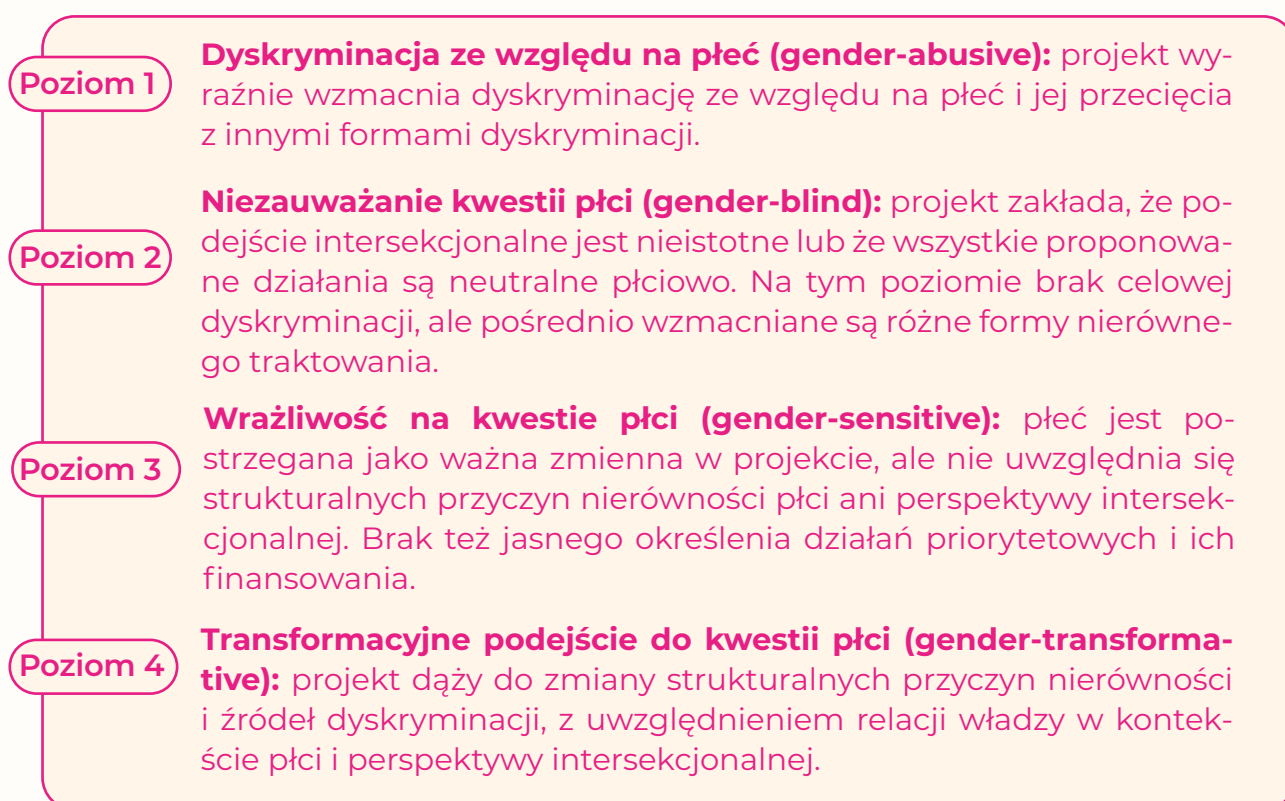 Poziom 1
Dyskryminacja ze względu na płeć (gender-abusive): projekt wy-
raźnie wzmacnia dyskryminację ze względu na płeć i jej przecięcia
z innymi formami dyskryminacji.
Poziom 2
Niezauważanie kwestii płci (gender-blind): projekt zakłada, że po-
dejście intersekcjonalne jest nieistotne lub że wszystkie proponowa-
ne działania są neutralne płciowo. Na tym poziomie brak celowej
dyskryminacji, ale pośrednio wzmacniane są różne formy nierówne-
go traktowania.
Poziom 3
Wrażliwość na kwestie płci (gender-sensitive): płeć jest po-
strzegana jako ważna zmienna w projekcie, ale nie uwzględnia się
strukturalnych przyczyn nierówności płci ani perspektywy intersek-
cjonalnej. Brak też jasnego określenia działań priorytetowych i ich
finansowania.
Poziom 4
Transformacyjne podejście do kwestii płci (gender-transforma-
tive): projekt dąży do zmiany strukturalnych przyczyn nierówności
i źródeł dyskryminacji, z uwzględnieniem relacji władzy w kontek-
ście płci i perspektywy intersekcjonalnej.